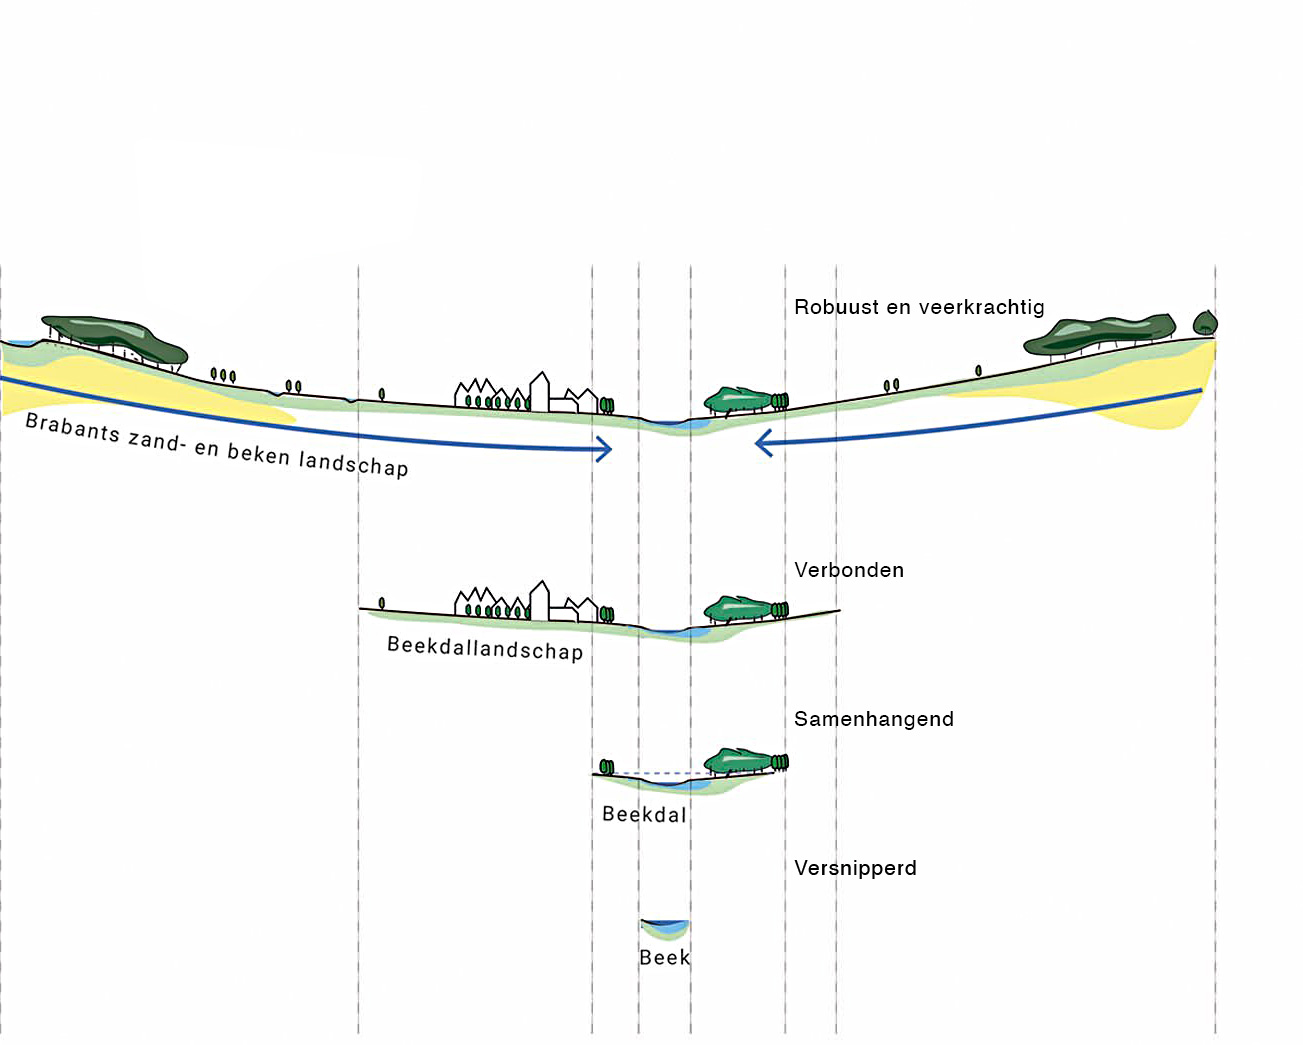 Robuust en veerkrachtig
Brabants zand- en beken landschap
Verbonden
Beekdallandschap
Samenhangend
Beekdal
Versnipperd
Beek